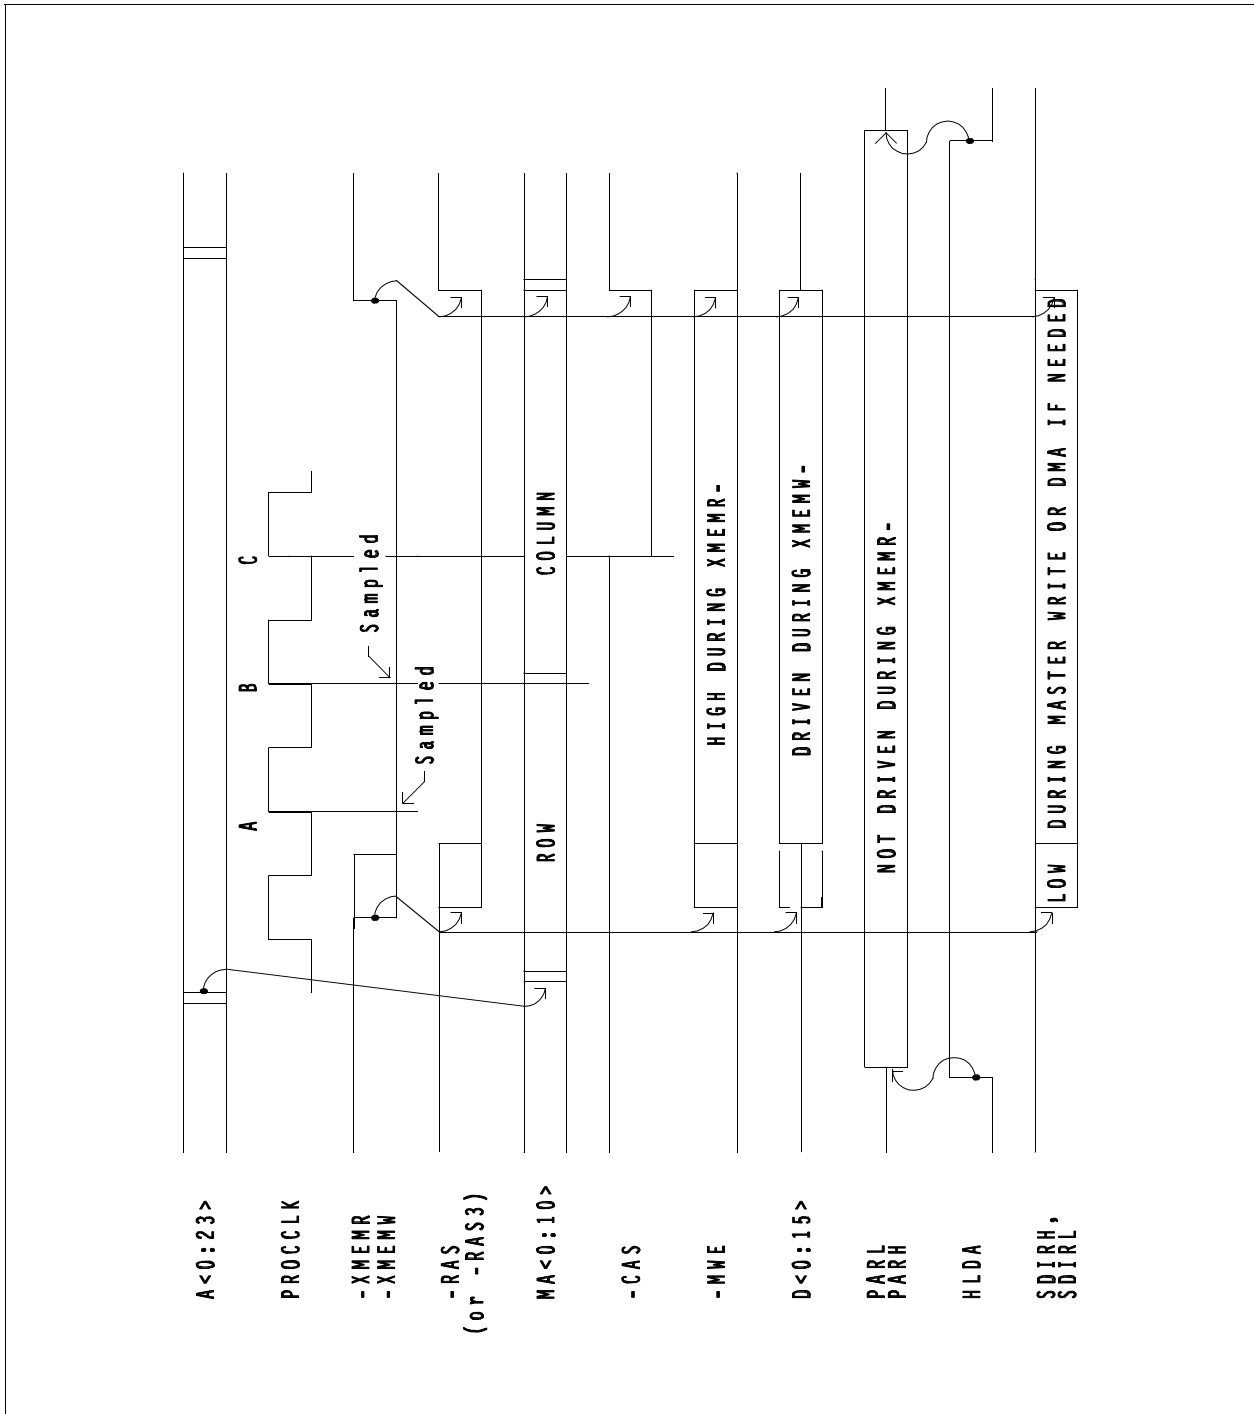 A<0:23>
A
B
C
PROCCLK
-XMEMR
-XMEMW
Sampled
Sampled
-RAS
(or -RAS3)
MA<0:10>
ROW
COLUMN
-CAS
-MWE
HIGH DURING XMEMR-
D<0:15>
DRIVEN DURING XMEMW-
PARL
PARH
NOT DRIVEN DURING XMEMR-
HLDA
SDIRH,
SDIRL
LOW
DURING MASTER WRITE OR DMA IF NEEDED